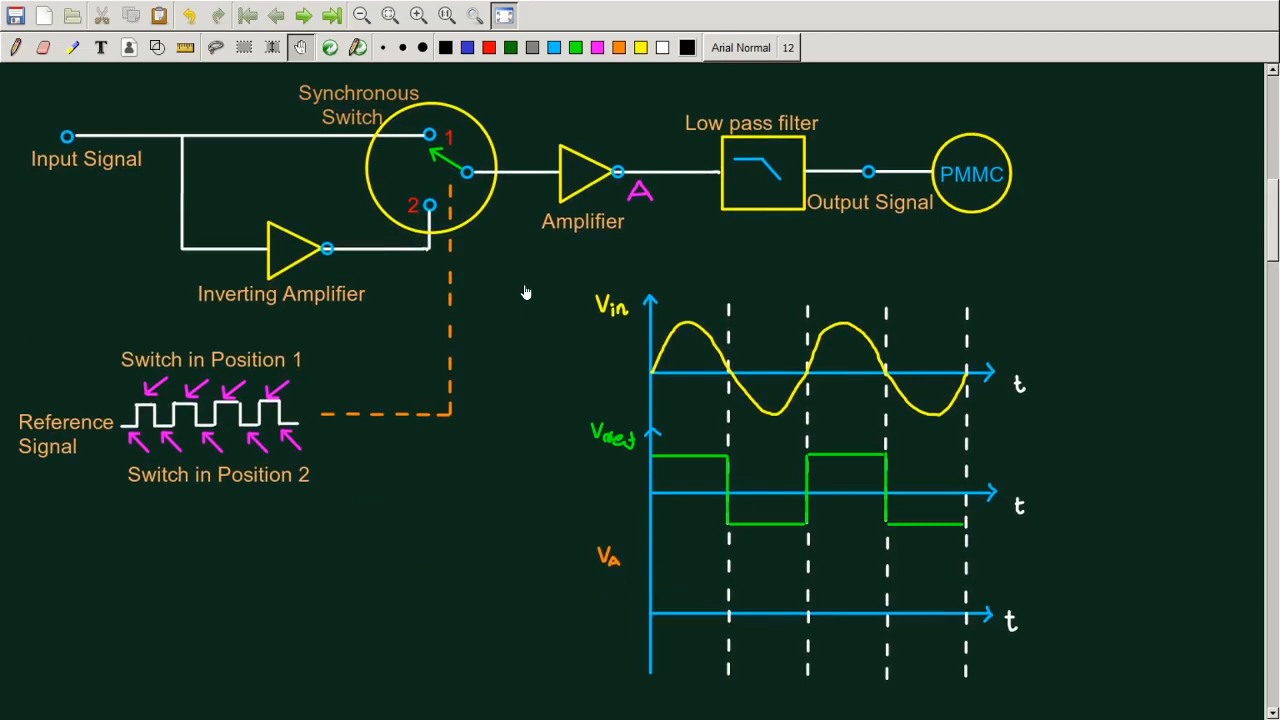 Arial Normal 12
Synchronous
Switch
1
2
Input Signal
Inverting Amplifier
Amplifier
A
Low pass filter
Output Signal
PMMC
Switch in Position 1
Reference
Signal
Switch in Position 2
Vin
t
t
VA
t